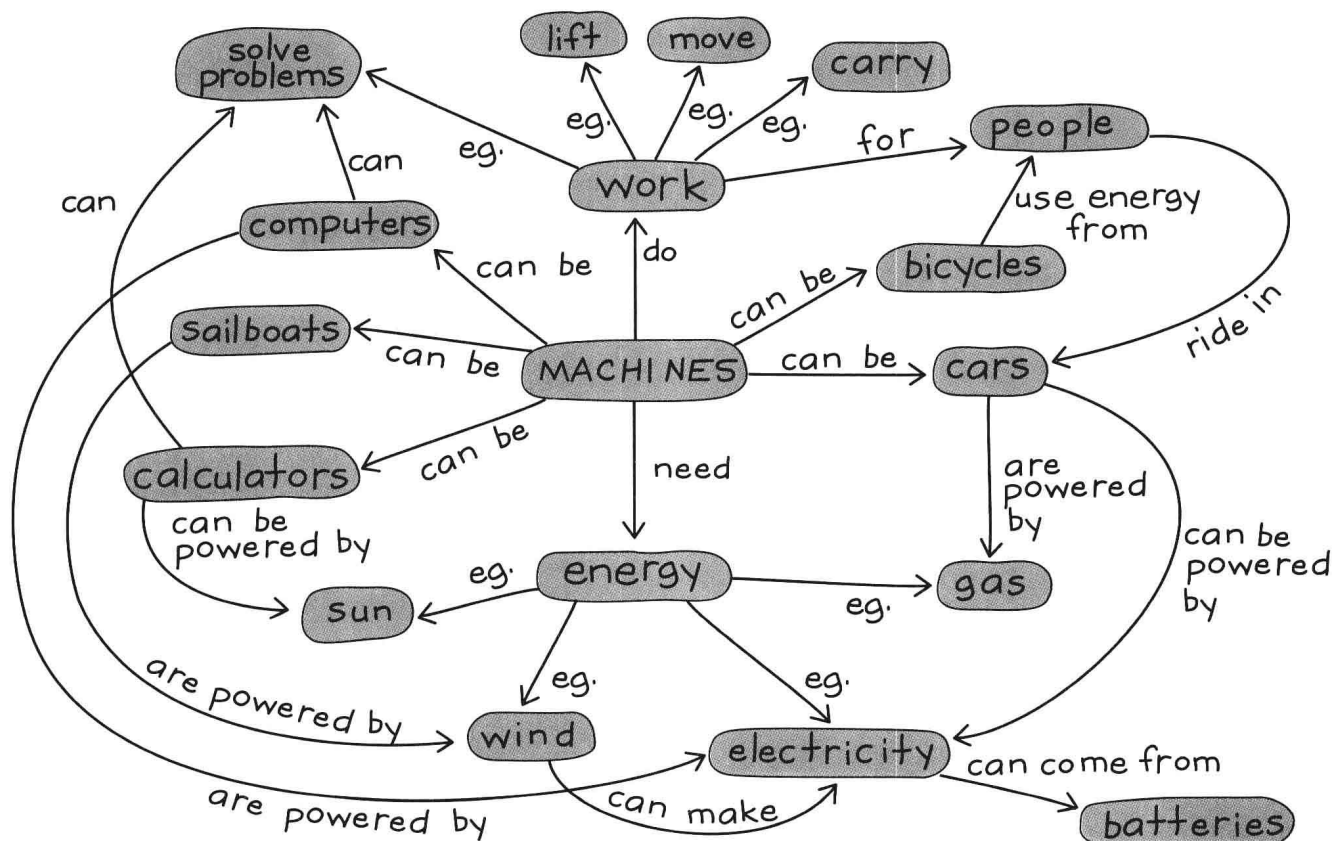 lift
move
solve
problems
carry
eg.
eg.
eg.
people
eg.
for
can
work
use energy
from
can
computers
do
can be
bicycles
can be
ride in
sailboats
can be
MACHINES
can be
cars
can be
need
calculators
are
powered
by
can be
powered by
can be
powered
by
eg.
energy
eg.
gas
sun
eg.
eg.
are powered by
wind
electricity
can come from
are powered by
can make
batteries